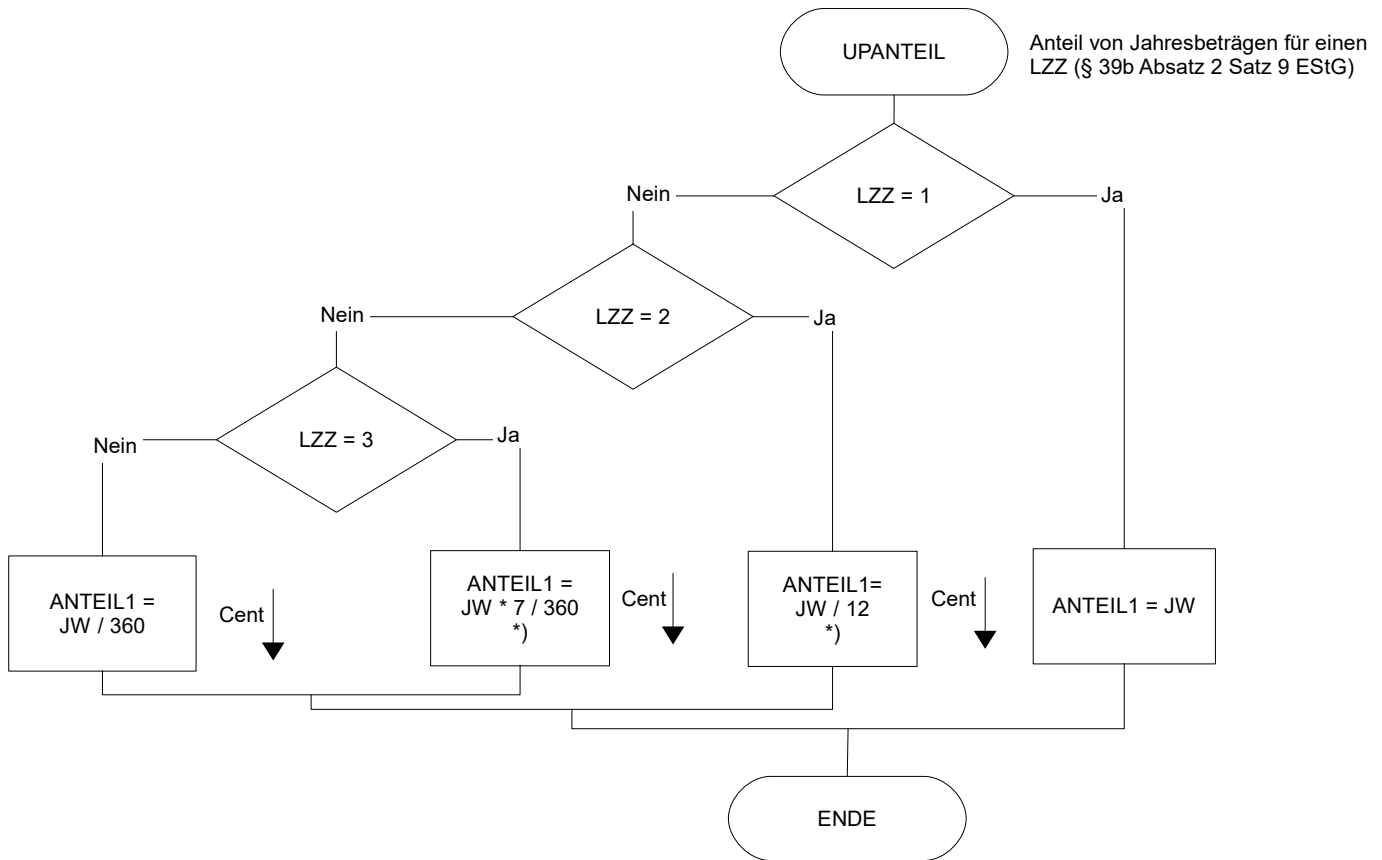 UPANTEIL
Anteil von Jahresbeträgen für einen
LZZ (§ 39b Absatz 2 Satz 9 EStG)
Nein
LZZ = 1
Ja
Nein
LZZ = 2
Ja
Nein
LZZ = 3
Ja
ANTEIL1 =
JW / 360
Cent
ANTEIL1 =
JW * 7 / 360
*)
Cent
ANTEIL1=
JW / 12
*)
Cent
ANTEIL1 = JW
ENDE